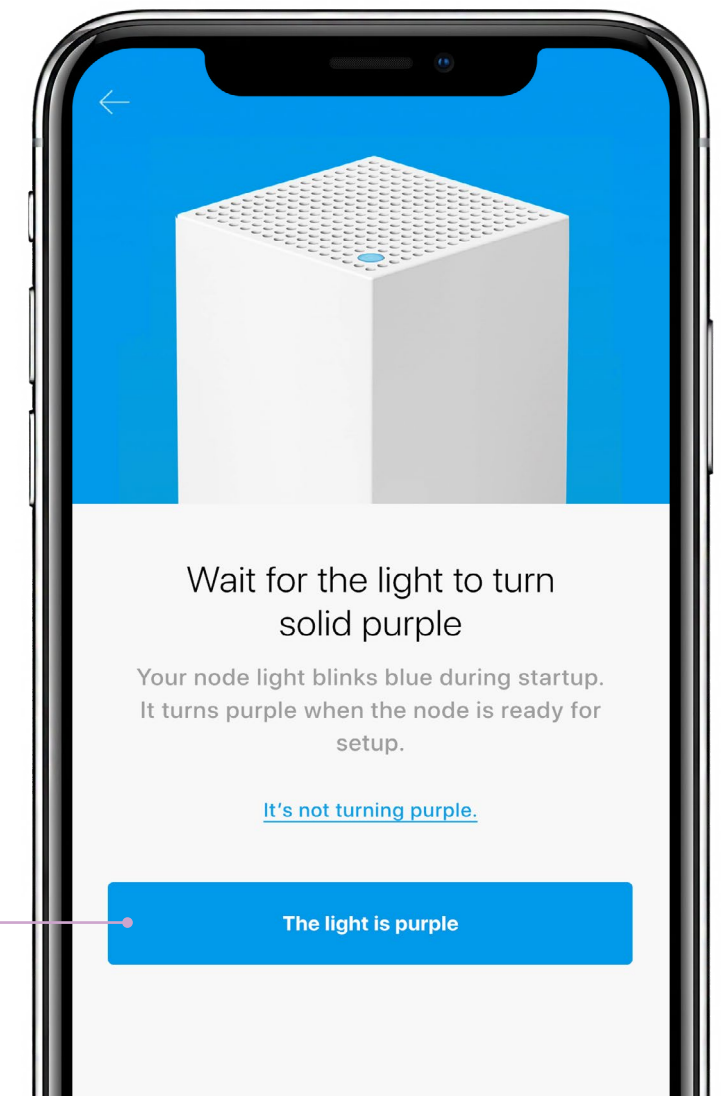 Wait for the light to turn
solid purple
Your node light blinks blue during startup.
It turns purple when the node is ready for
setup.
It’s not turning purple.
The light is purple